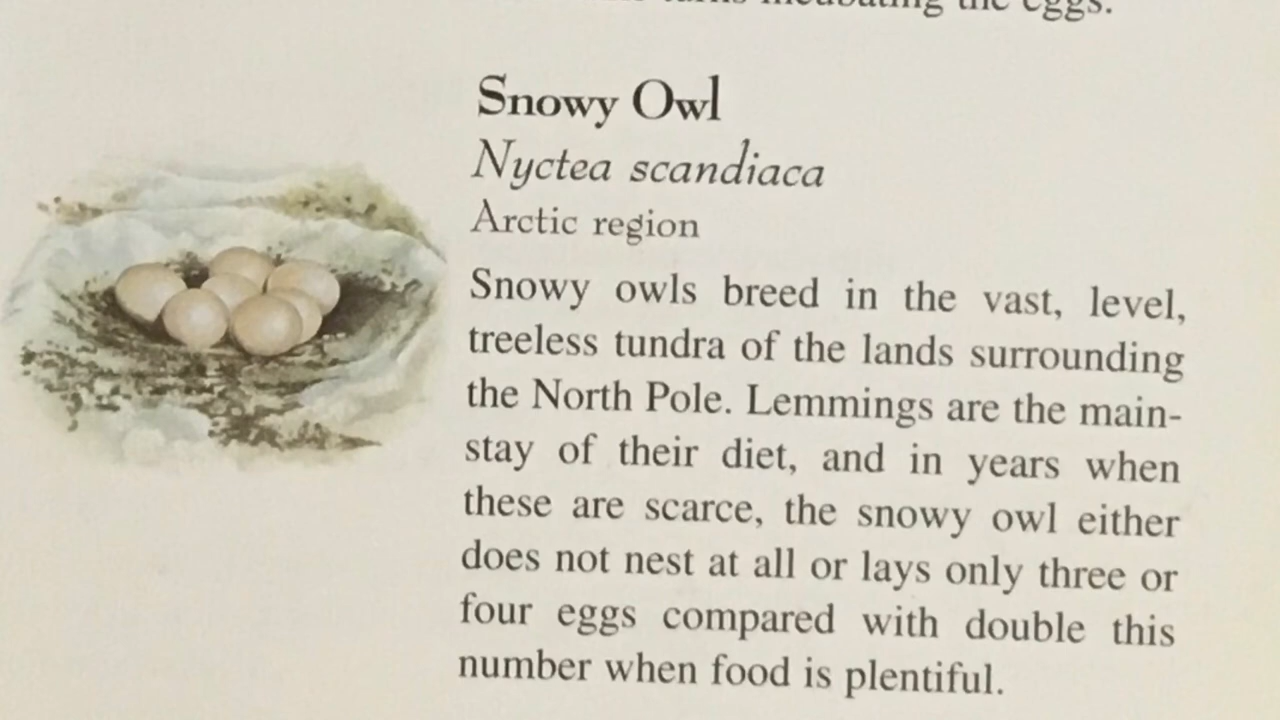 incubating the eggs.
Snowy Owl
Nyctea scandiaca
Arctic region
Snowy owls breed in the vast, level,
treeless tundra of the lands surrounding
the North Pole. Lemmings are the main-
stay of their diet, and in years when
these are scarce, the snowy owl either
does not nest at all or lays only three or
four eggs compared with double this
number when food is plentiful.